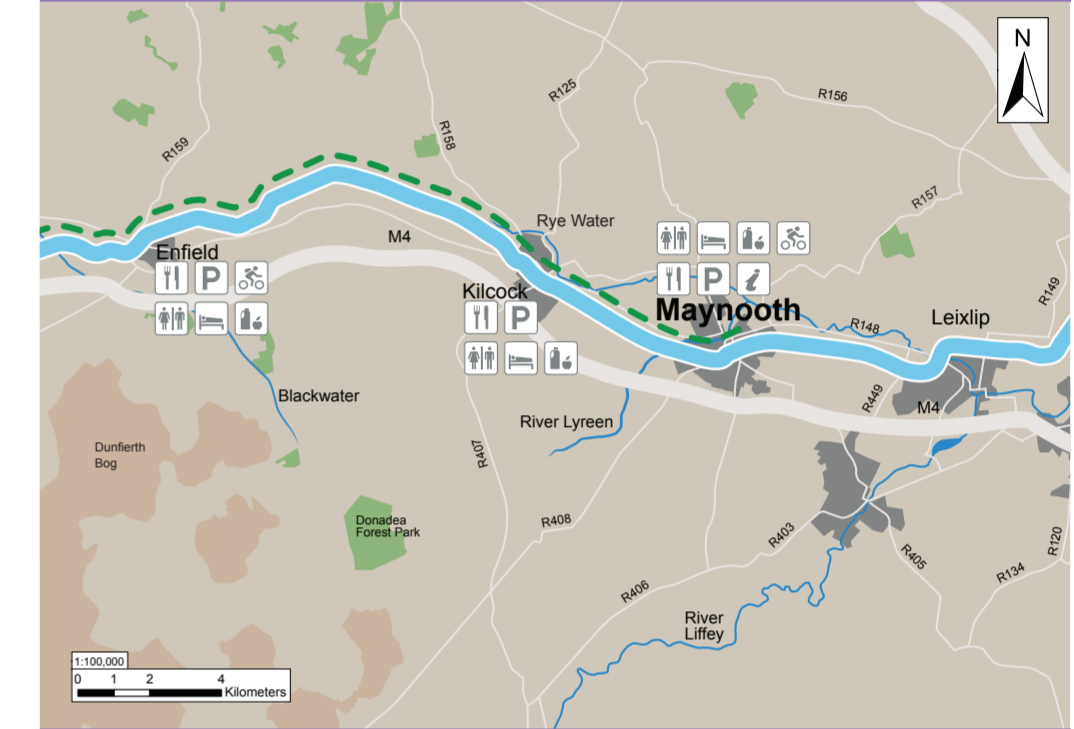 N
R156
R125
R158
R159
R157
Rye Water
M4
Enfield
P
R149
Kilcock
P
P
i
Maynooth
Leixlip
R148
Blackwater
R449
M4
River Lyreen
Dunfierth
Bog
R407
Donadea
Forest Park
R408
R403
R405
R120
R134
R406
River
Liffey
1:100,000
0 1 2 4
Kilometers